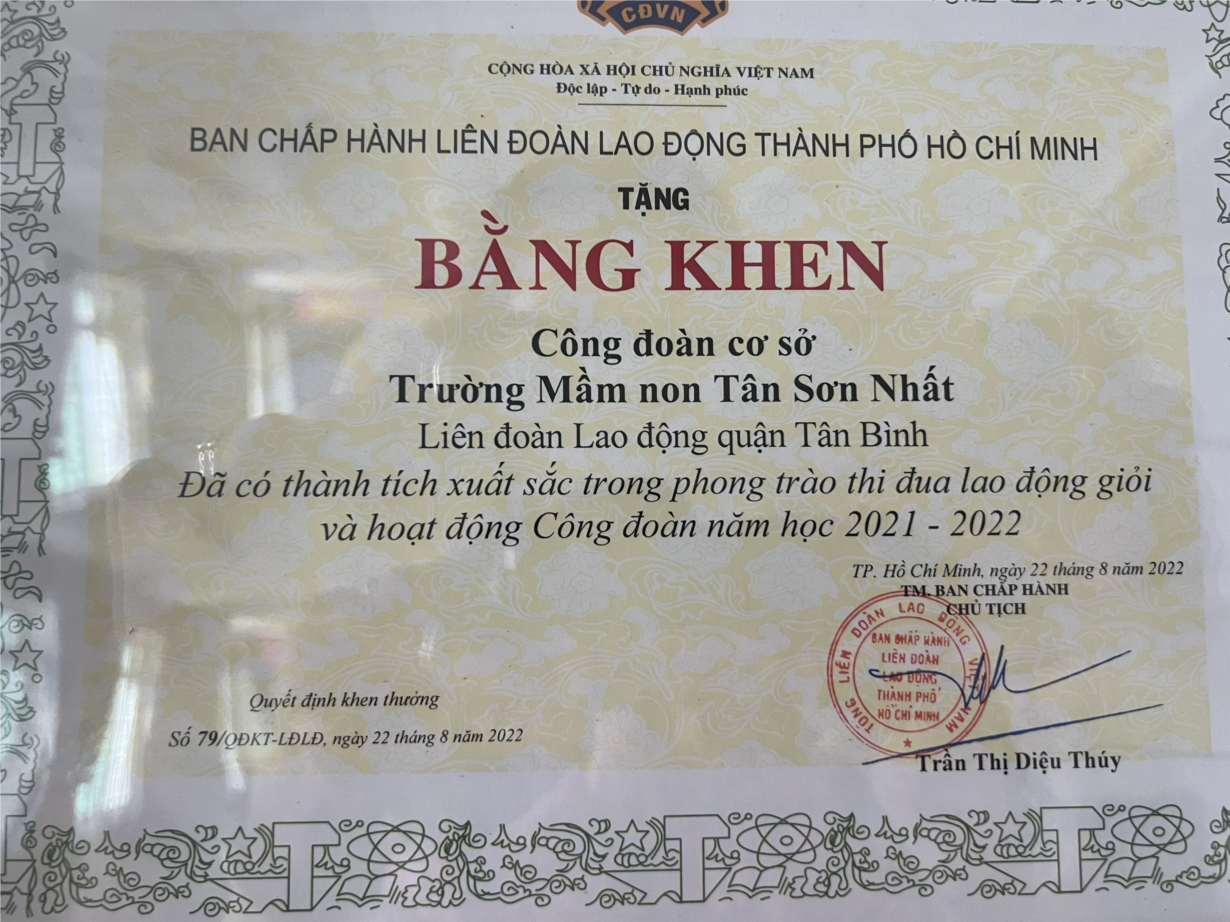 CĐVN
CỘNG HÒA XÃ HỘI CHỦ NGHĨA VIỆT NAM
Độc lập - Tự do - Hạnh phúc
BAN CHẤP HÀNH LIÊN ĐOÀN LAO ĐỘNG THÀNH PHỐ HỒ CHÍ MINH
TẶNG
BẰNG KHEN
Công đoàn cơ sở
Trường Mầm non Tân Sơn Nhất
Liên đoàn Lao động quận Tân Bình
Đã có thành tích xuất sắc trong phong trào thi đua lao động giỏi
và hoạt động Công đoàn năm học 2021 - 2022
TP. Hồ Chí Minh, ngày 22 tháng 8 năm 2022
TM. BAN CHẤP HÀNH
CHỦ TỊCH
TỔNG LIÊN ĐOÀN LAO ĐỘNG VIỆT NAM
BAN CHẤP HÀNH
LIÊN ĐOÀN
LAO ĐỘNG
THÀNH PHỐ
HỒ CHÍ MINH
Trần Thị Diệu Thúy
Quyết định khen thưởng
Số 79/QĐKT-LĐLĐ, ngày 22 tháng 8 năm 2022